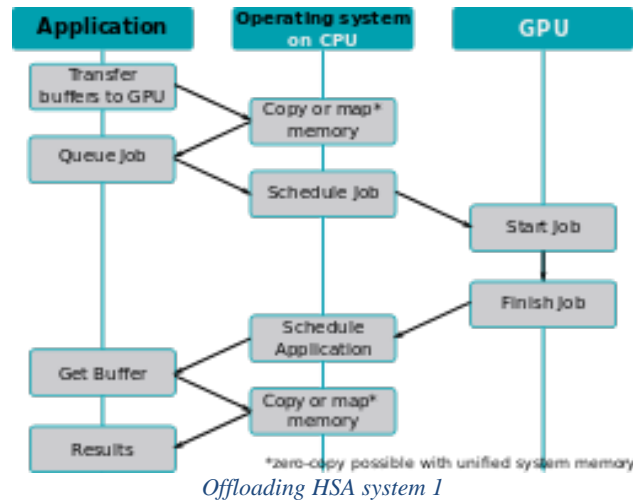 Application
Operating system
on CPU
GPU
Transfer
buffers to GPU
Copy or map*
memory
Queue Job
Schedule Job
Start Job
Finish Job
Schedule
Application
Get Buffer
Copy or map*
memory
Results
*zero-copy possible with unified system memory
Offloading HSA system 1